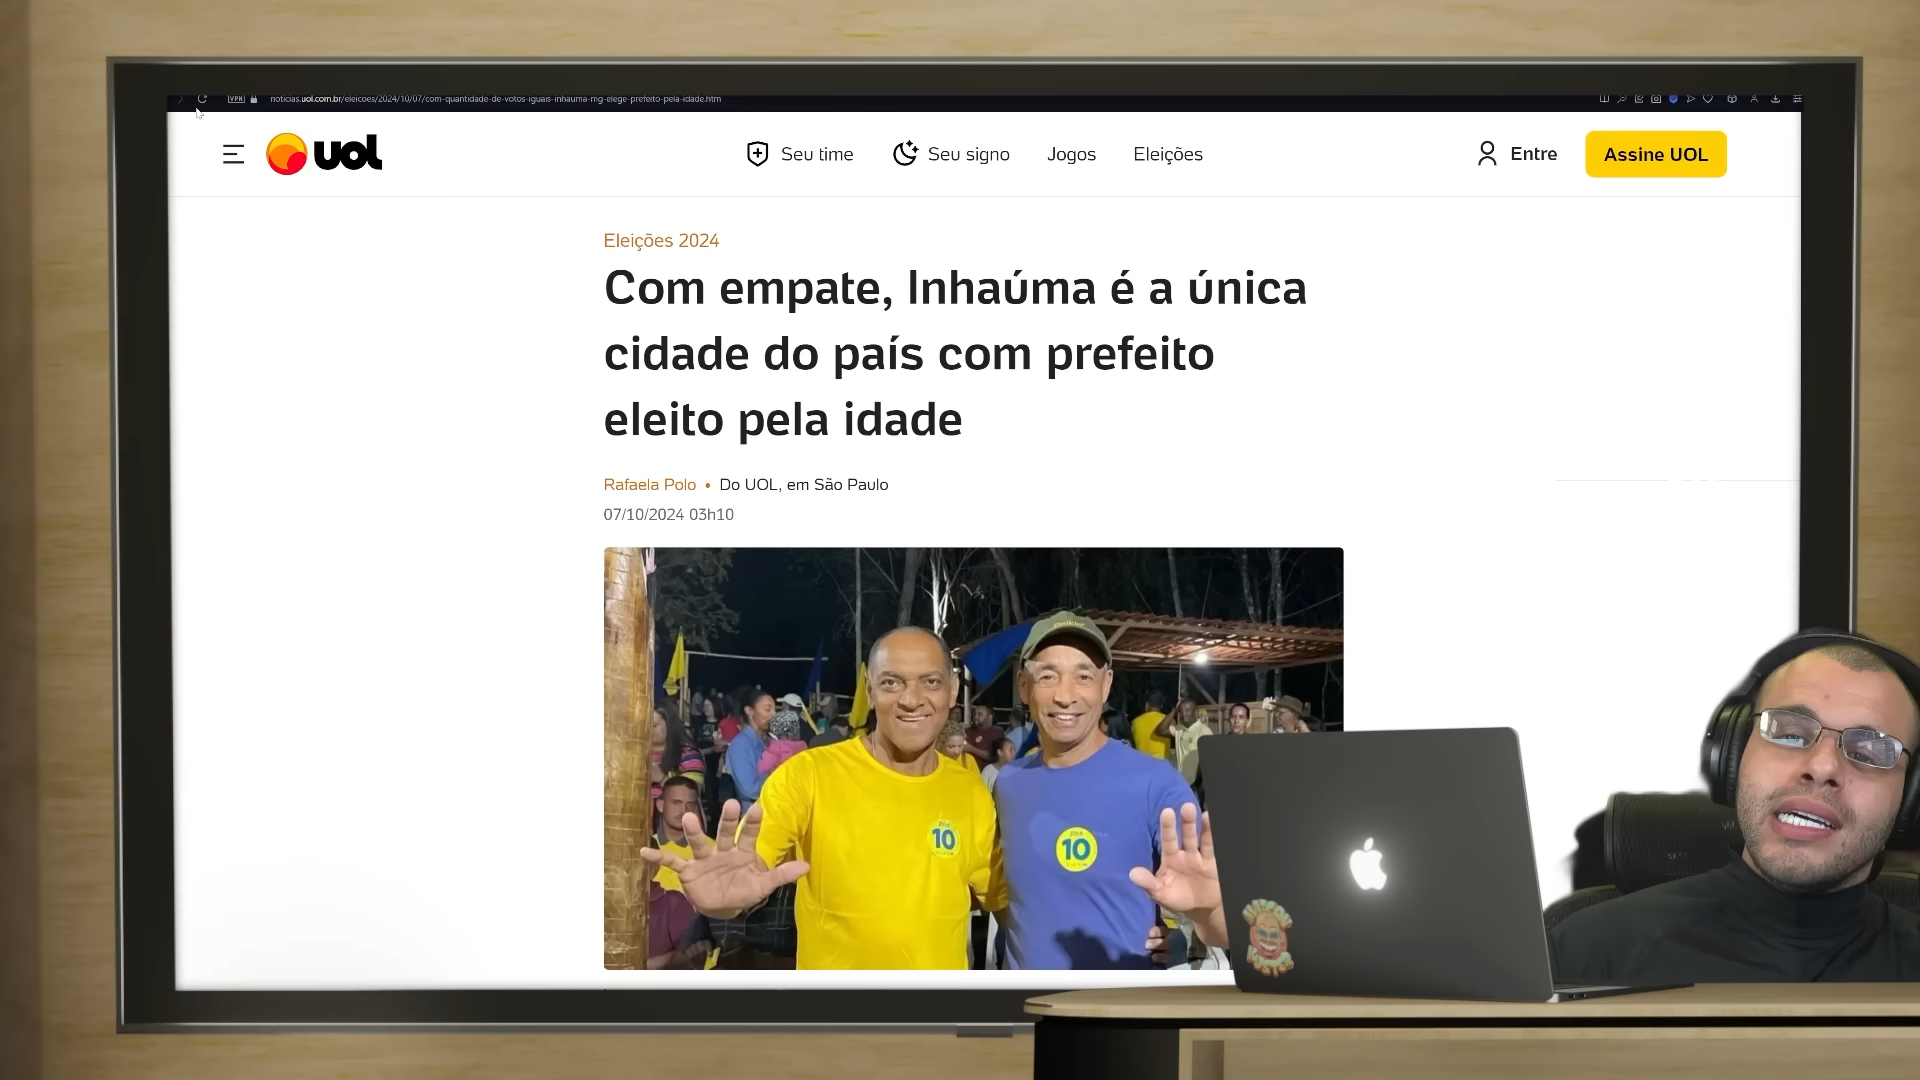 VPN noticias.uol.com.br/eleicoes/2024/10/07/com-quantidade-de-votos-iguais-inhauma-mg-elege-prefeito-pela-idade.htm
uol Seu time Seu signo Jogos Eleições Entre Assine UOL
Eleições 2024
Com empate, Inhaúma é a única
cidade do país com prefeito
eleito pela idade
Rafaela Polo • Do UOL, em São Paulo
07/10/2024 03h10
10
10